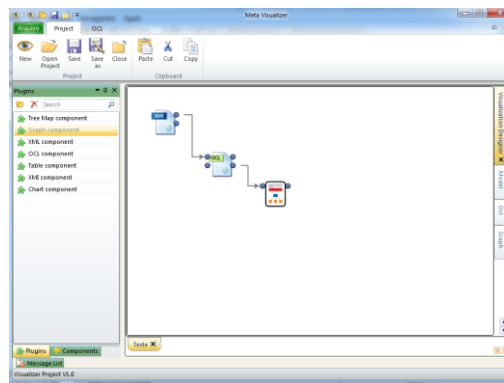 Meta Visualizer
Arquivo Project OCL
New Open Project Save Save as Close Paste Cut Copy
Project Clipboard
Plugins
Search
Tree Map component
Graph component
XML component
OCL component
Table component
XMI component
Chart component
XMI
OCL
Visualization Designer
Model
Ocl
Graph
Plugins Components
Teste
Message List
Visualizer Project V1.0